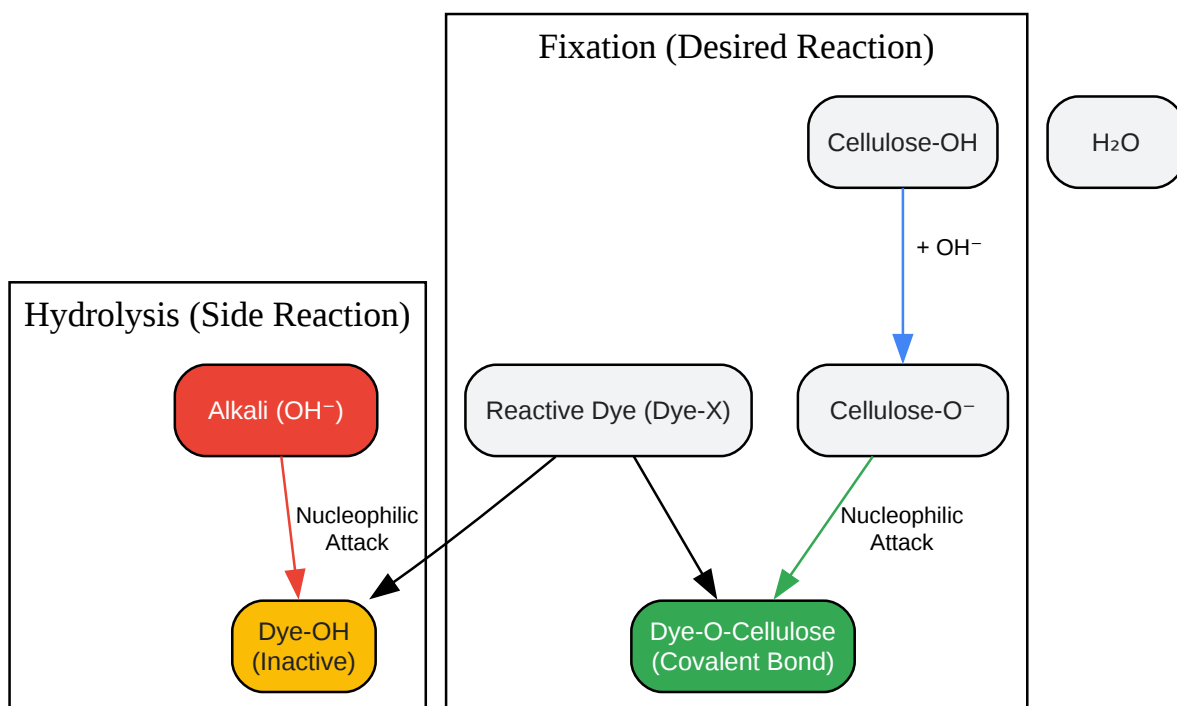 Fixation (Desired Reaction)
Cellulose-OH
H₂O
+ OH⁻
Hydrolysis (Side Reaction)
Alkali (OH⁻)
Reactive Dye (Dye-X)
Cellulose-O⁻
Nucleophilic
Attack
Nucleophilic
Attack
Dye-OH
(Inactive)
Dye-O-Cellulose
(Covalent Bond)